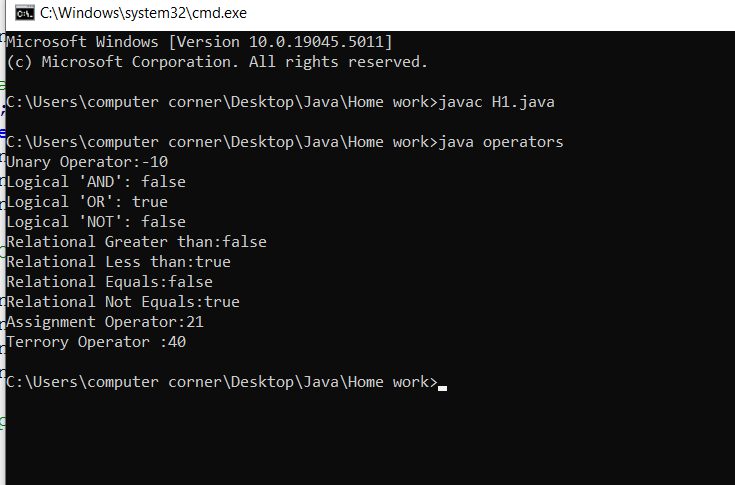 C:\Windows\system32\cmd.exe
Microsoft Windows [Version 10.0.19045.5011]
(c) Microsoft Corporation. All rights reserved.
C:\Users\computer corner\Desktop\Java\Home work>javac H1.java
C:\Users\computer corner\Desktop\Java\Home work>java operators
Unary Operator:-10
Logical 'AND': false
Logical 'OR': true
Logical 'NOT': false
Relational Greater than:false
Relational Less than:true
Relational Equals:false
Relational Not Equals:true
Assignment Operator:21
Terrory Operator :40
C:\Users\computer corner\Desktop\Java\Home work>